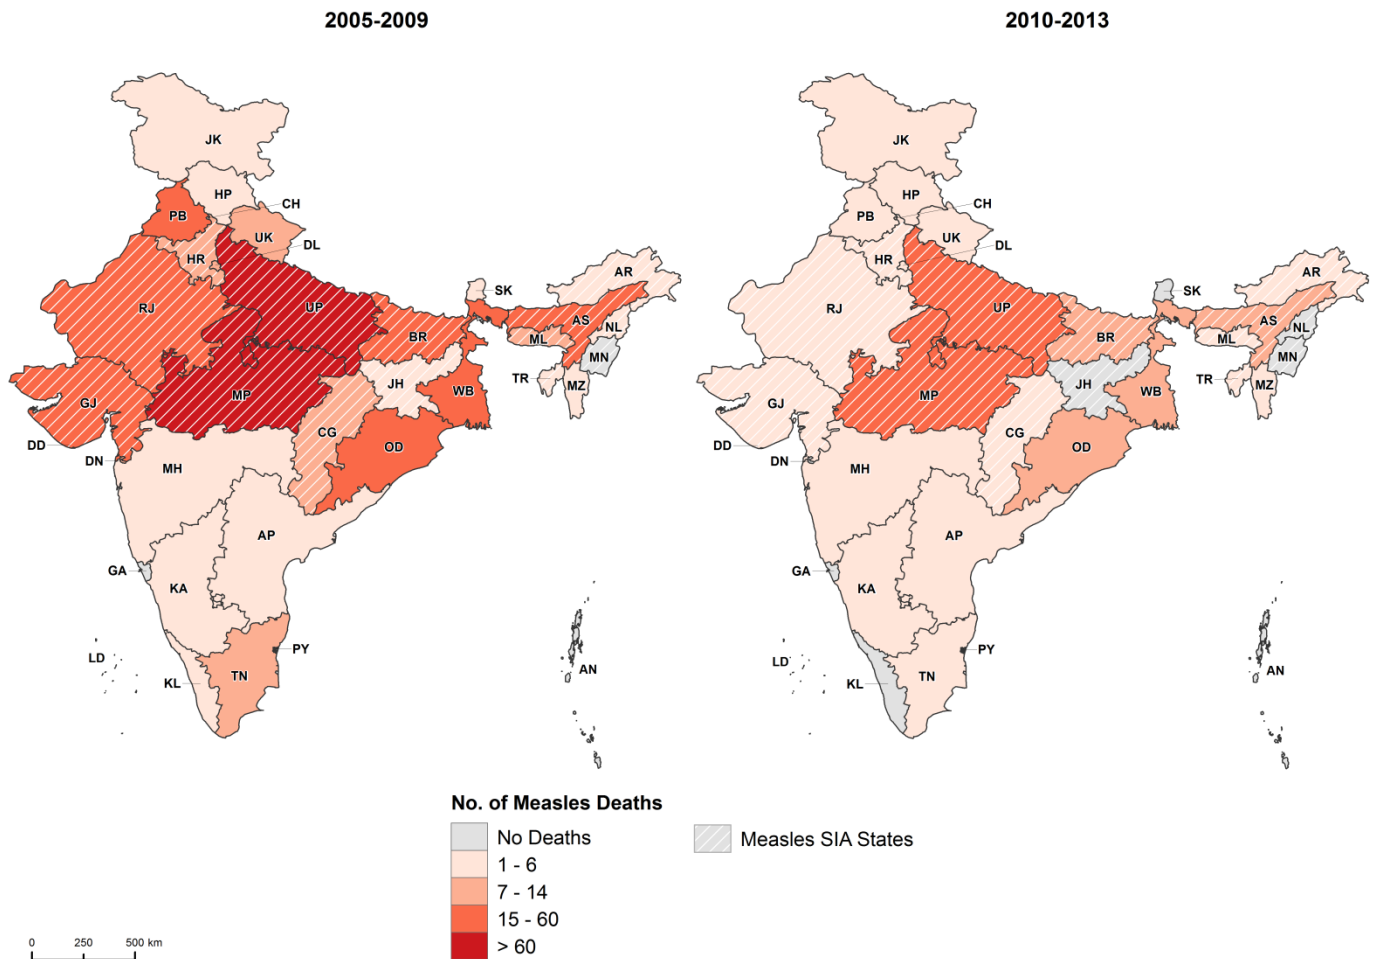 2005-2009
2010-2013
JK
HP
CH
PB
UK
DL
HR
RJ
UP
SK
AR
AS
NL
BR
ML
MN
TR
MZ
JH
WB
MP
GJ
CG
OD
DD
DN
MH
AP
GA
KA
PY
LD
KL
TN
AN
JK
HP
CH
PB
UK
DL
HR
RJ
UP
SK
AR
AS
NL
BR
ML
MN
TR
MZ
JH
WB
MP
GJ
CG
OD
DD
DN
MH
AP
GA
KA
PY
LD
KL
TN
AN
No. of Measles Deaths
No Deaths
1 - 6
7 - 14
15 - 60
> 60
Measles SIA States
0 250 500 km